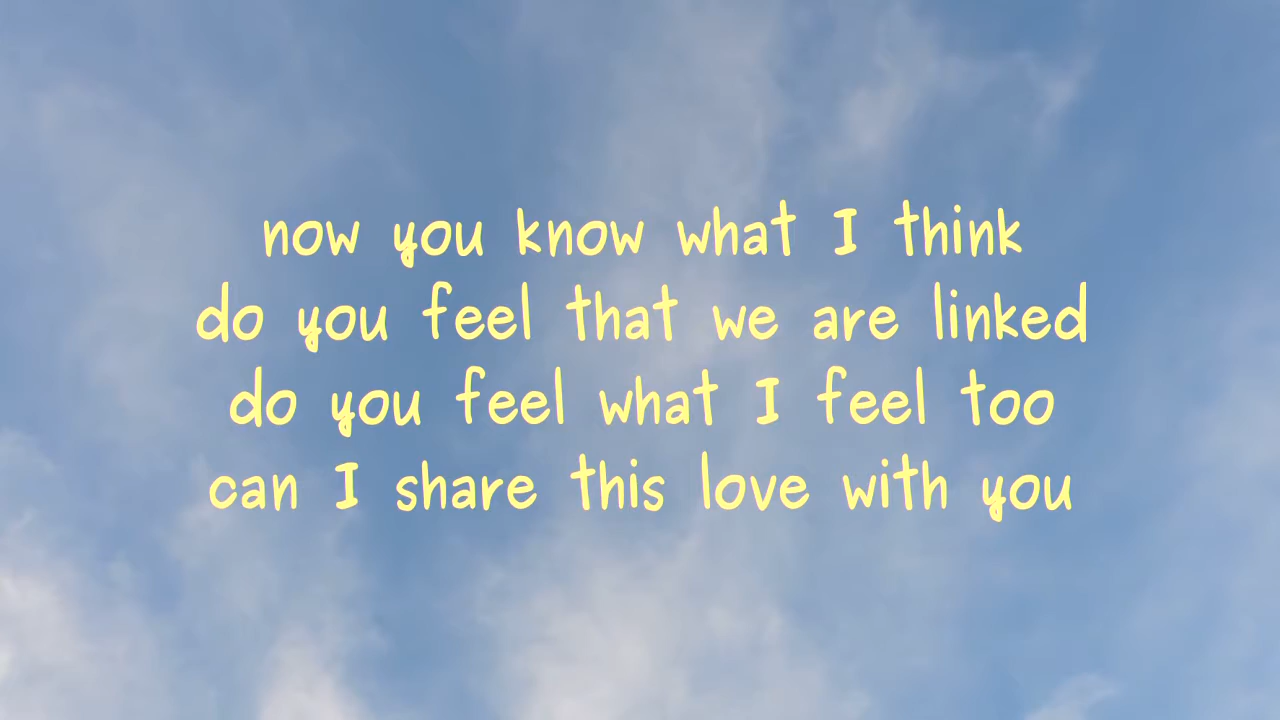 now you know what I think
do you feel that we are linked
do you feel what I feel too
can I share this love with you